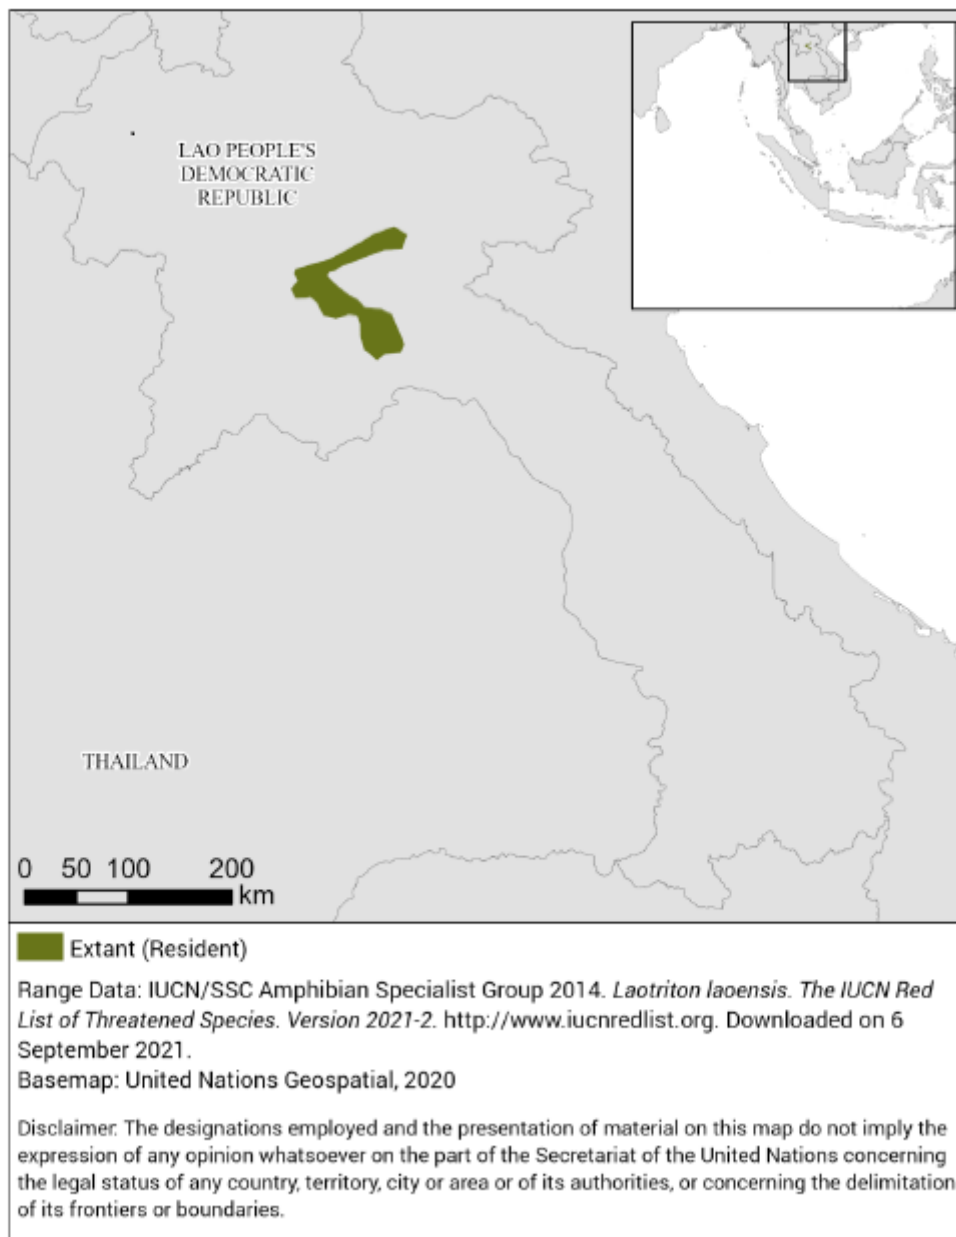 LAO PEOPLE'S
DEMOCRATIC
REPUBLIC
THAILAND
0 50 100 200
km
Extant (Resident)
Range Data: IUCN/SSC Amphibian Specialist Group 2014. Laotriton laoensis. The IUCN Red
List of Threatened Species. Version 2021-2. http://www.iucnredlist.org. Downloaded on 6
September 2021.
Basemap: United Nations Geospatial, 2020
Disclaimer: The designations employed and the presentation of material on this map do not imply the
expression of any opinion whatsoever on the part of the Secretariat of the United Nations concerning
the legal status of any country, territory, city or area or of its authorities, or concerning the delimitation
of its frontiers or boundaries.